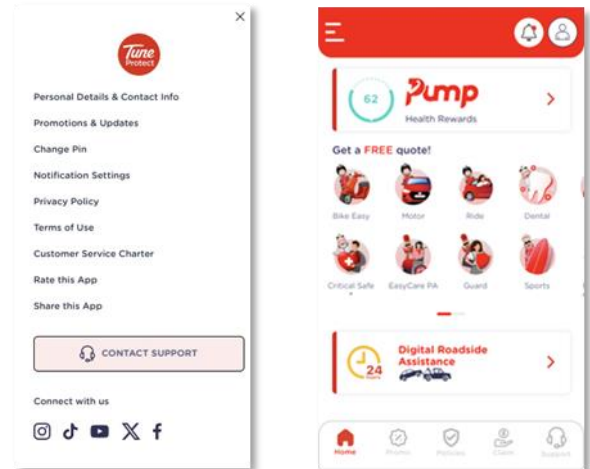 Tune
Protect
Personal Details & Contact Info
Promotions & Updates
Change Pin
Notification Settings
Privacy Policy
Terms of Use
Customer Service Charter
Rate this App
Share this App
CONTACT SUPPORT
Connect with us
62
Pump
Health Rewards
Get a FREE quote!
Bike Easy
Motor
Ride
Dental
Critical Safe
EasyCare PA
Guard
Sports
24
hours
Digital Roadside
Assistance
Home
Promo
Policies
Claim
Support